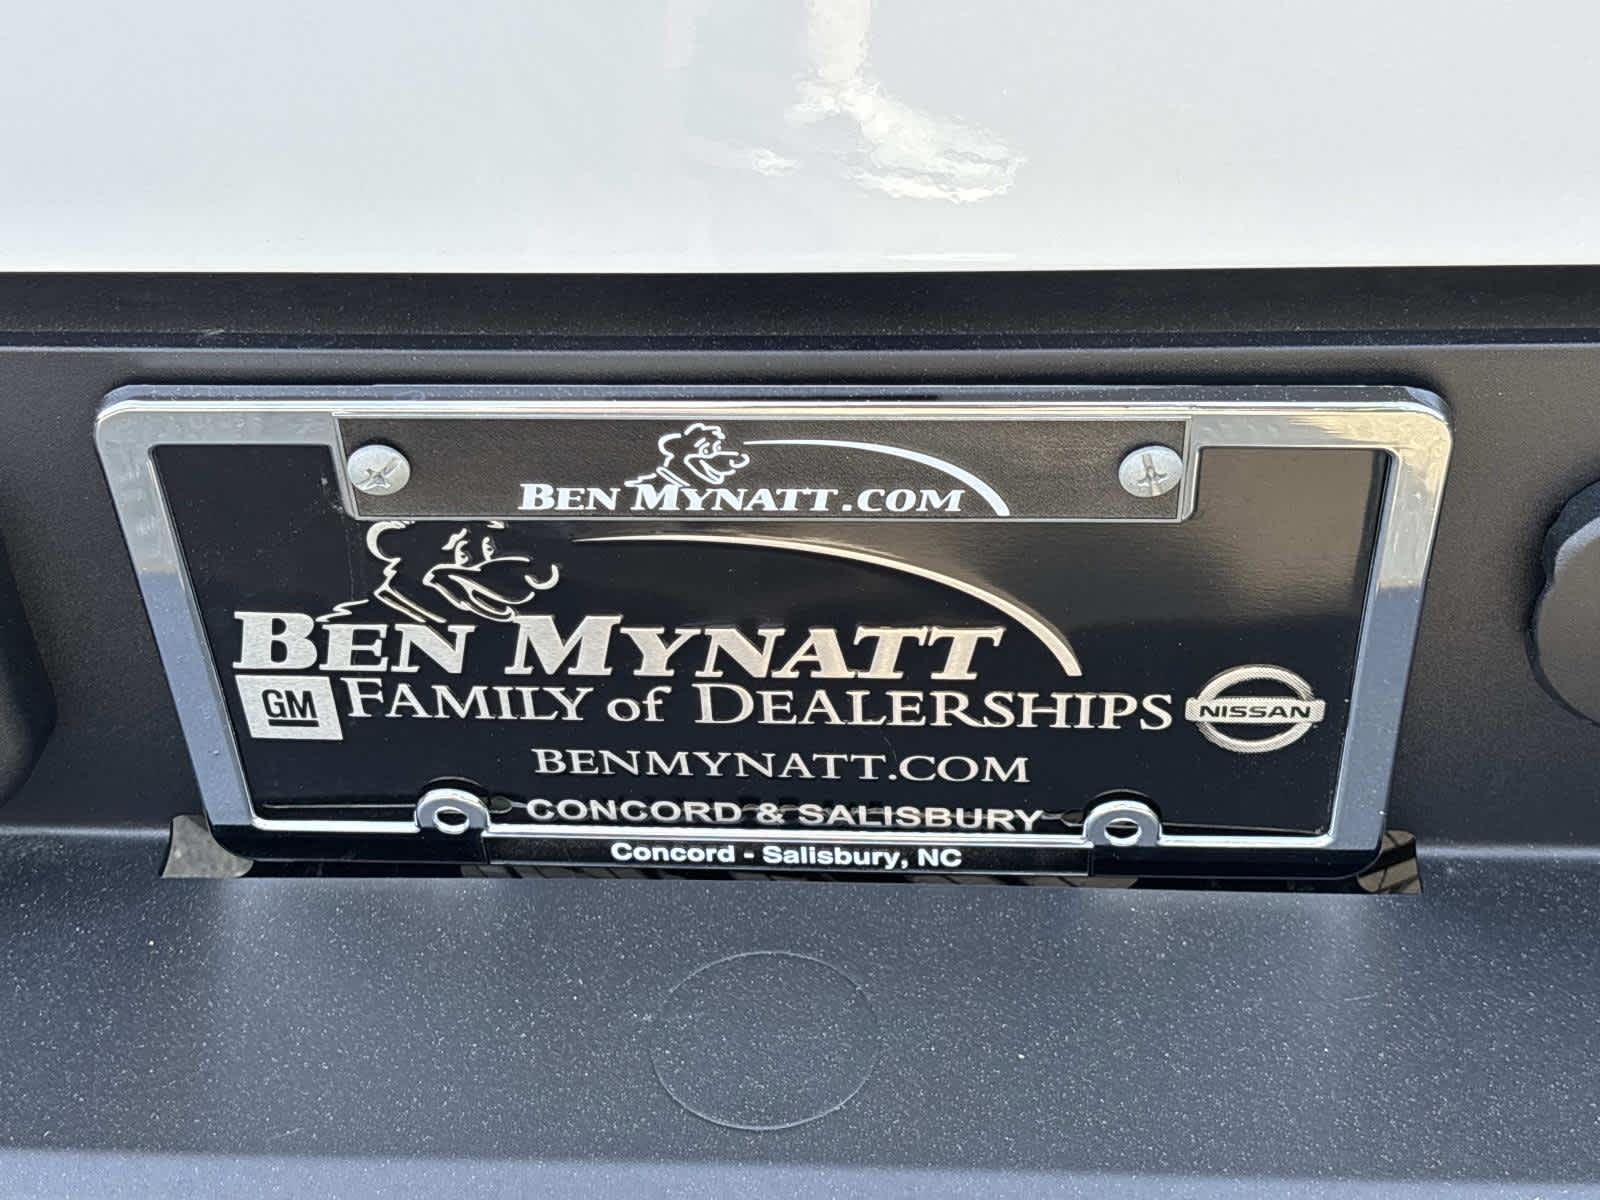 BEN MYNATT.COM
BEN MYNATT
GM FAMILY of DEALERSHIPS NISSAN
BENMYNATT.COM
CONCORD & SALISBURY
Concord - Salisbury, NC